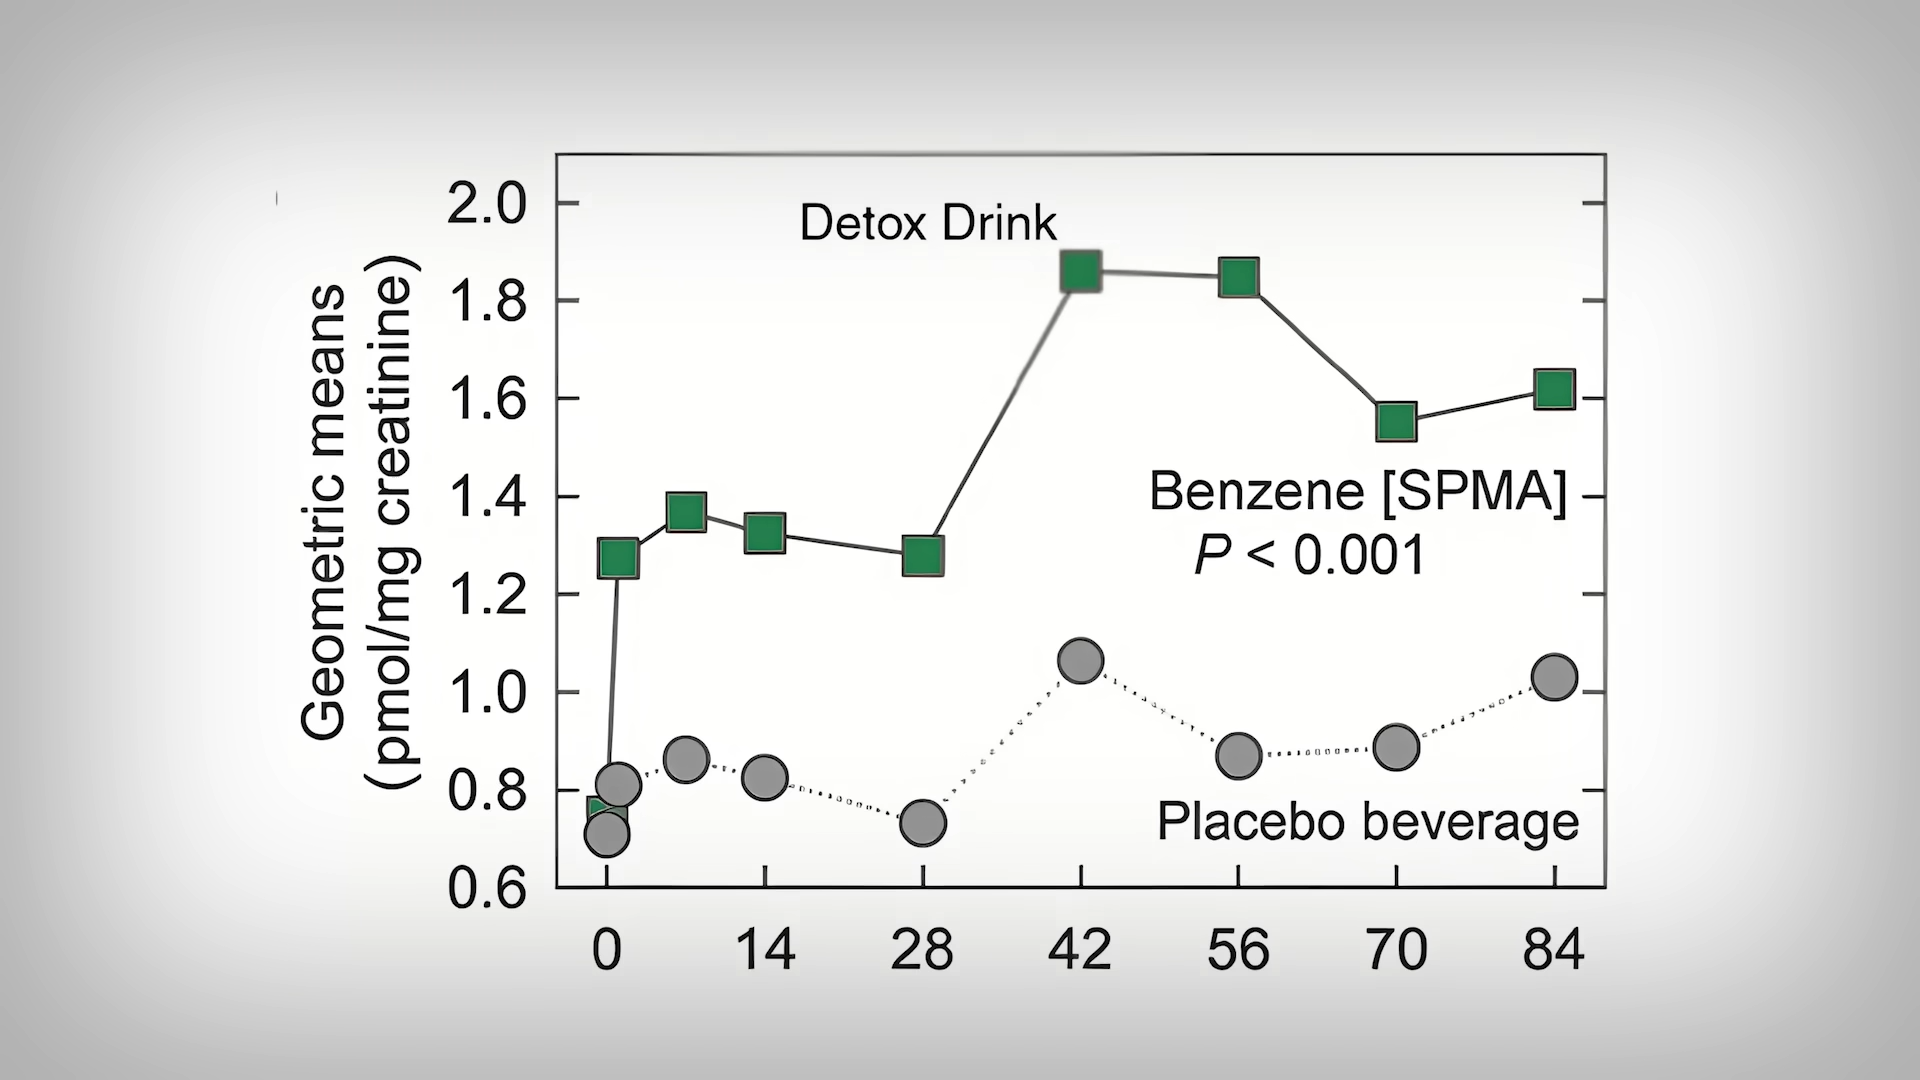 Geometric means
(pmol/mg creatinine)
2.0
1.8
1.6
1.4
1.2
1.0
0.8
0.6
Detox Drink
Benzene [SPMA]
P < 0.001
Placebo beverage
0 14 28 42 56 70 84